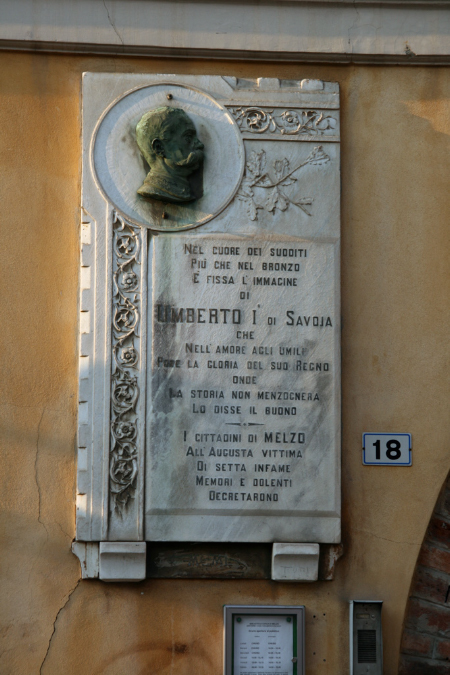 NEL CUORE DEI SUDDITI
PIÙ CHE NEL BRONZO
È FISSA L'IMMAGINE
DI
UMBERTO I° DI SAVOJA
CHE
NELL'AMORE AGLI UMILI
POSE LA GLORIA DEL SUO REGNO
ONDE
LA STORIA NON MENZOGNERA
LO DISSE IL BUONO
I CITTADINI DI MELZO
ALL'AUGUSTA VITTIMA
DI SETTA INFAME
MEMORI E DOLENTI
DECRETARONO
18